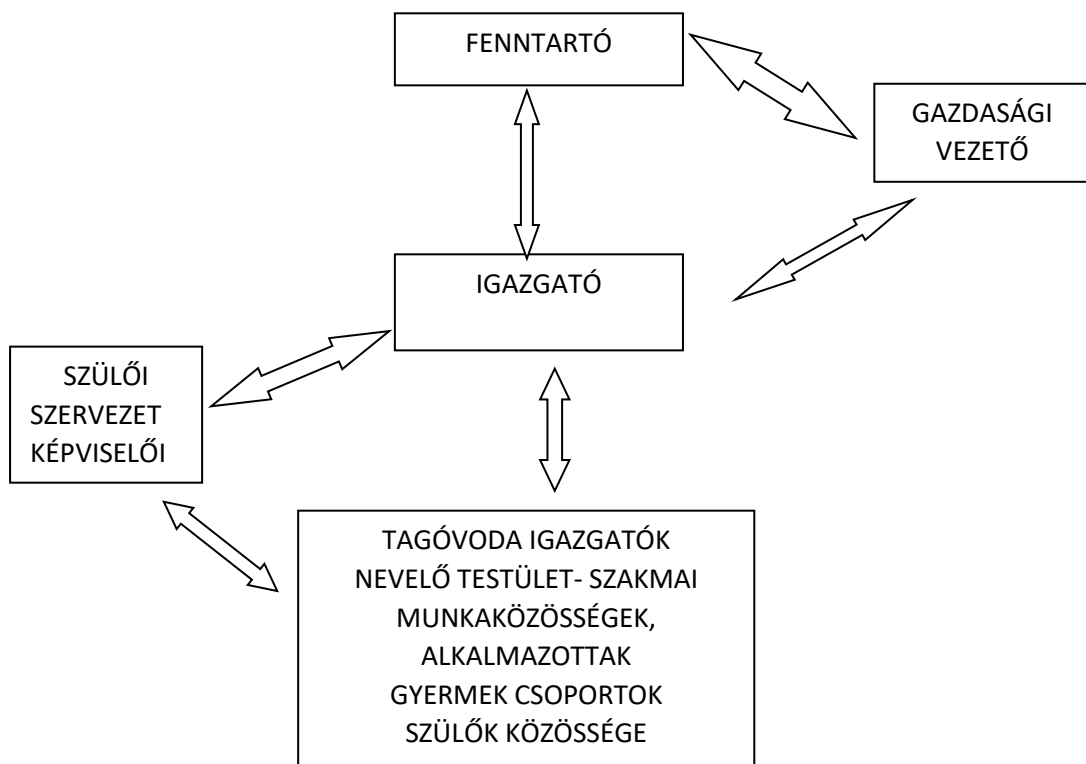 FENNTARTÓ
GAZDASÁGI
VEZETŐ
IGAZGATÓ
SZÜLŐI
SZERVEZET
KÉPVISELŐI
TAGÓVODA IGAZGATÓK
NEVELŐ TESTÜLET- SZAKMAI
MUNKAKÖZÖSSÉGEK,
ALKALMAZOTTAK
GYERMEK CSOPORTOK
SZÜLŐK KÖZÖSSÉGE